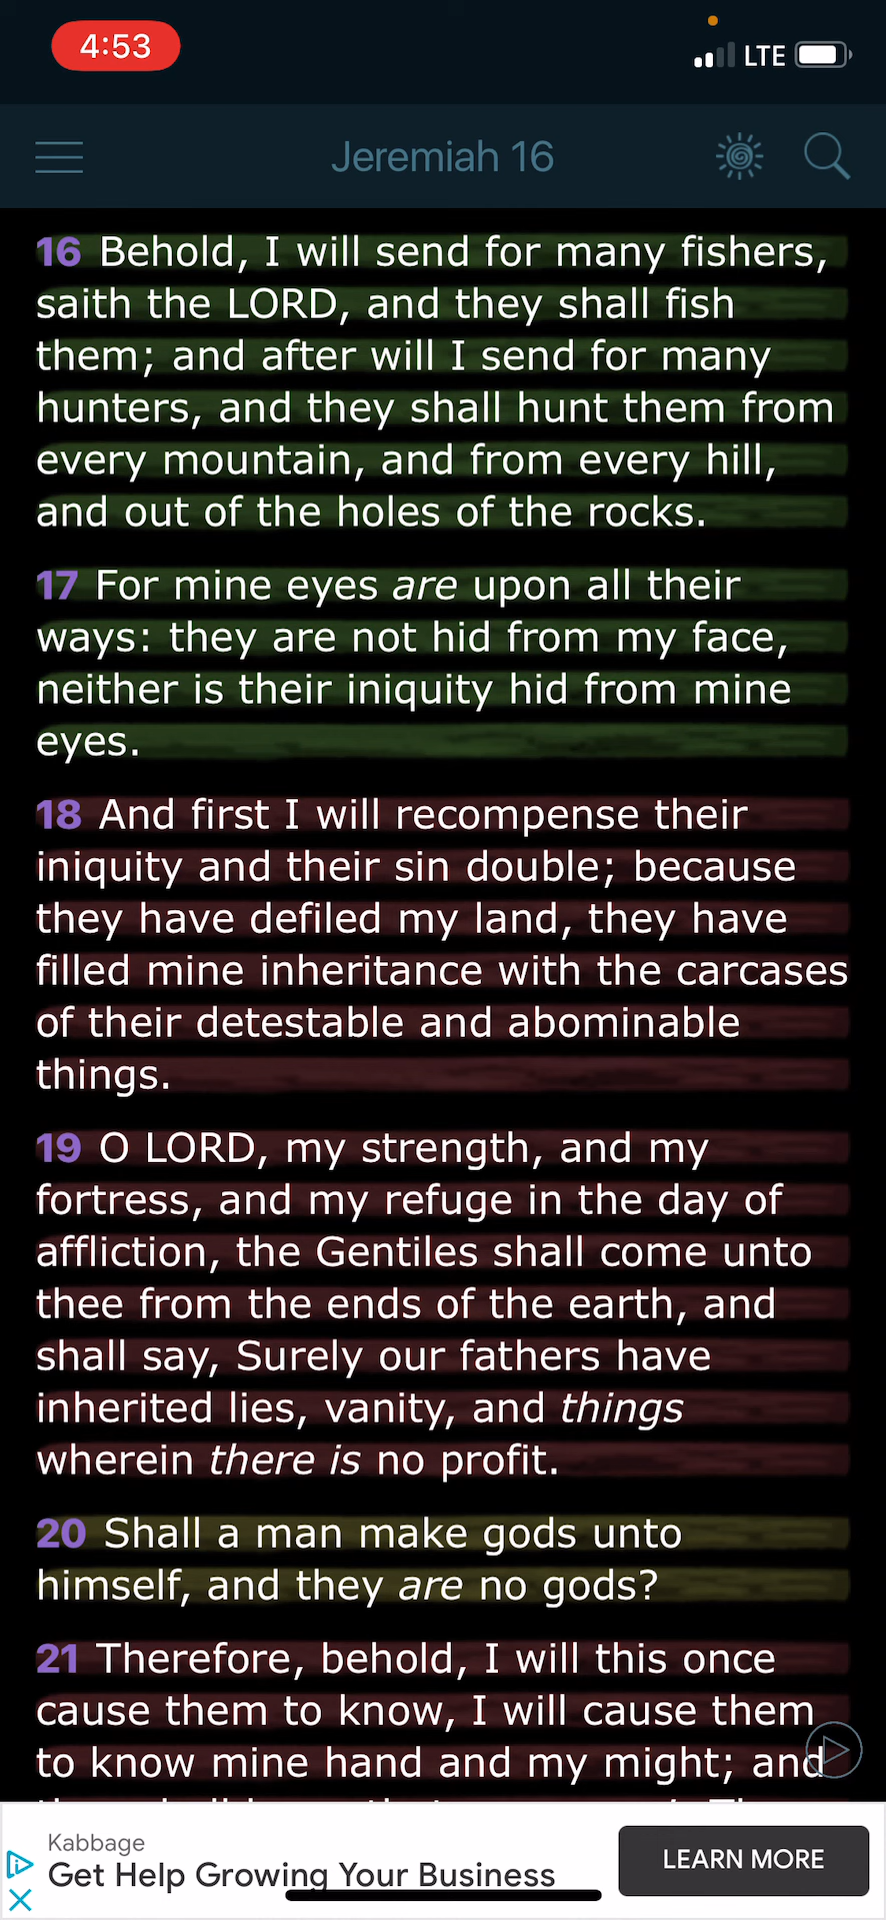 4:53
LTE
Jeremiah 16
16 Behold, I will send for many fishers,
saith the LORD, and they shall fish
them; and after will I send for many
hunters, and they shall hunt them from
every mountain, and from every hill,
and out of the holes of the rocks.
17 For mine eyes are upon all their
ways: they are not hid from my face,
neither is their iniquity hid from mine
eyes.
18 And first I will recompense their
iniquity and their sin double; because
they have defiled my land, they have
filled mine inheritance with the carcases
of their detestable and abominable
things.
19 O LORD, my strength, and my
fortress, and my refuge in the day of
affliction, the Gentiles shall come unto
thee from the ends of the earth, and
shall say, Surely our fathers have
inherited lies, vanity, and things
wherein there is no profit.
20 Shall a man make gods unto
himself, and they are no gods?
21 Therefore, behold, I will this once
cause them to know, I will cause them
to know mine hand and my might; and
Kabbage
Get Help Growing Your Business
LEARN MORE